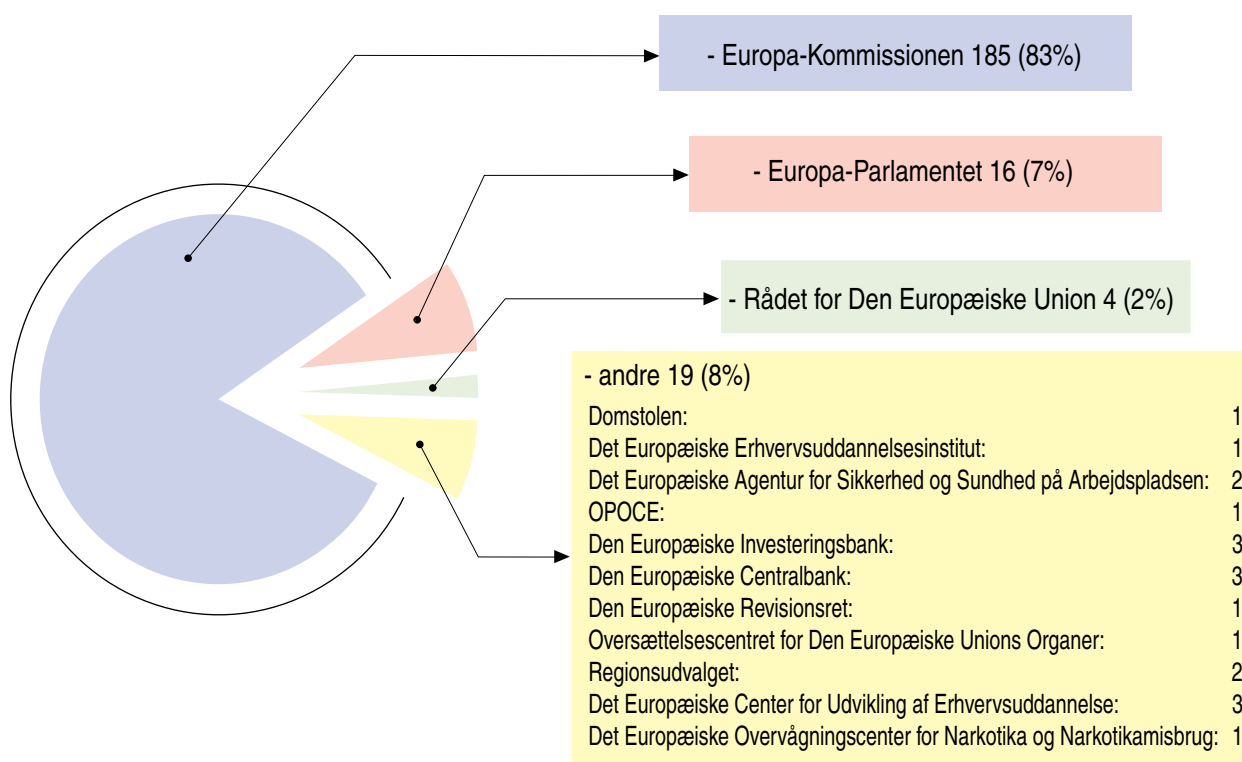 - Europa-Kommissionen 185 (83%)
- Europa-Parlamentet 16 (7%)
- Rådet for Den Europæiske Union 4 (2%)
- andre 19 (8%)
Domstolen: 1
Det Europæiske Erhvervsuddannelsesinstitut: 1
Det Europæiske Agentur for Sikkerhed og Sundhed på Arbejdspladsen: 2
OPOCE: 1
Den Europæiske Investeringsbank: 3
Den Europæiske Centralbank: 3
Den Europæiske Revisionsret: 1
Oversættelsescentret for Den Europæiske Unions Organer: 1
Regionsudvalget: 2
Det Europæiske Center for Udvikling af Erhvervsuddannelse: 3
Det Europæiske Overvågningscenter for Narkotika og Narkotikamisbrug: 1